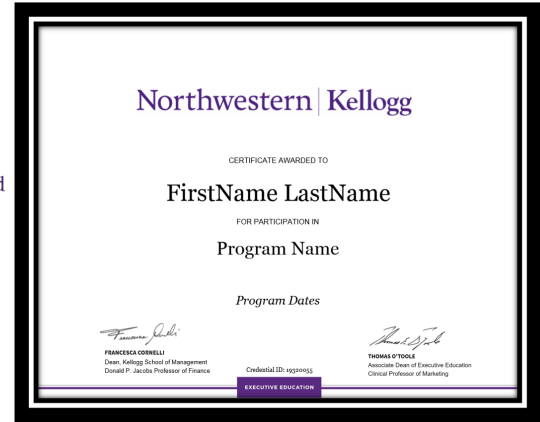 Northwestern | Kellogg
CERTIFICATE AWARDED TO
FirstName LastName
FOR PARTICIPATION IN
Program Name
Program Dates
FRANCESCA CORNELLI
Dean, Kellogg School of Management
Donald P. Jacobs Professor of Finance
Credential ID: 19320055
THOMAS O'TOOLE
Associate Dean of Executive Education
Clinical Professor of Marketing
EXECUTIVE EDUCATION